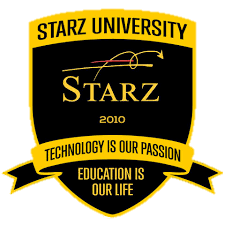 STARZ UNIVERSITY
STARZ
2010
TECHNOLOGY IS OUR PASSION
EDUCATION IS
OUR LIFE